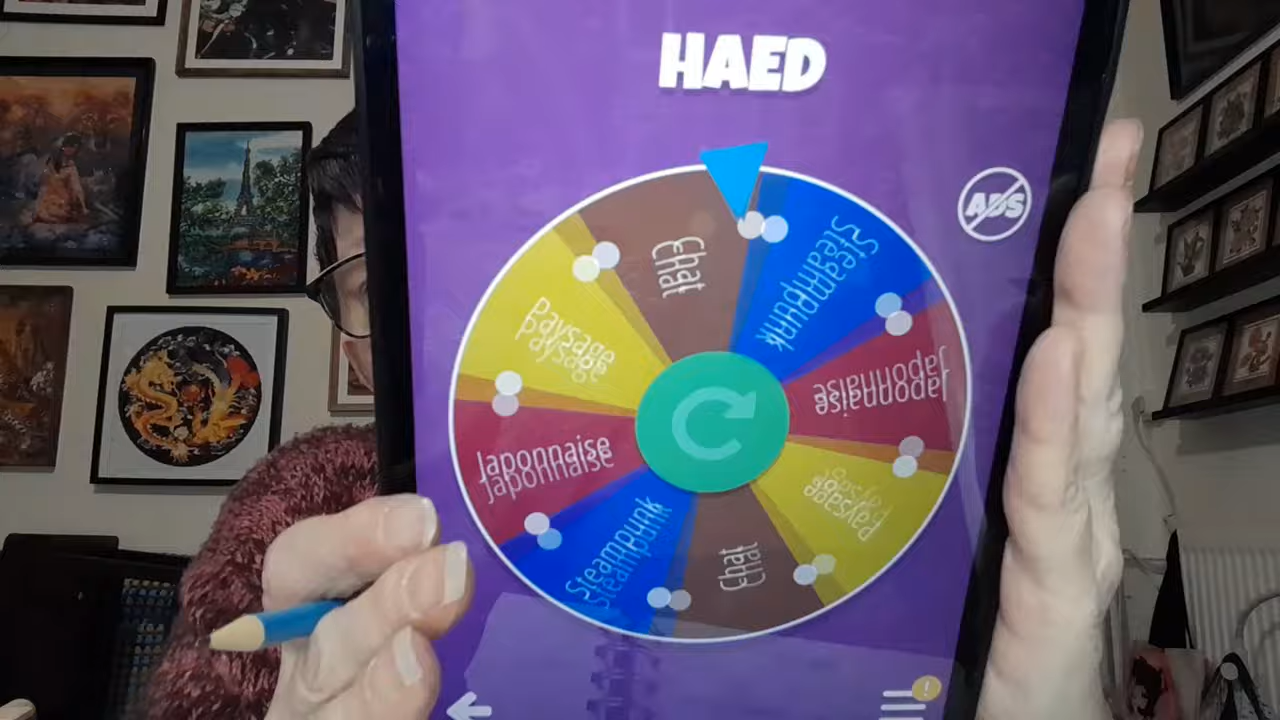 HAED
ADS
Chat
Steampunk
Paysage
Japonnaise
Japonnaise
Paysage
Steampunk
Chat